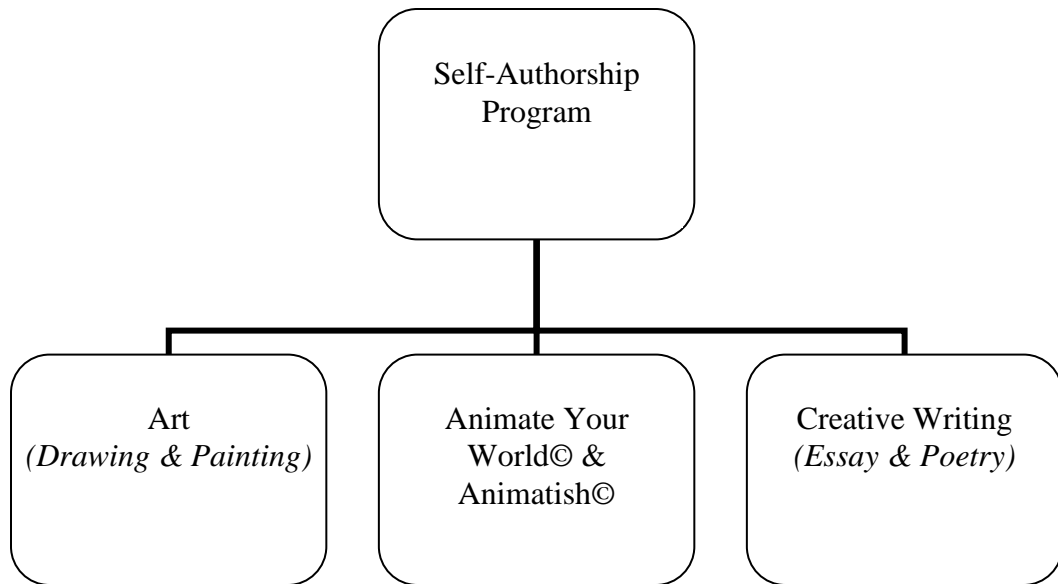 Self-Authorship
Program
Art
(Drawing & Painting)
Animate Your
World© &
Animatish©
Creative Writing
(Essay & Poetry)